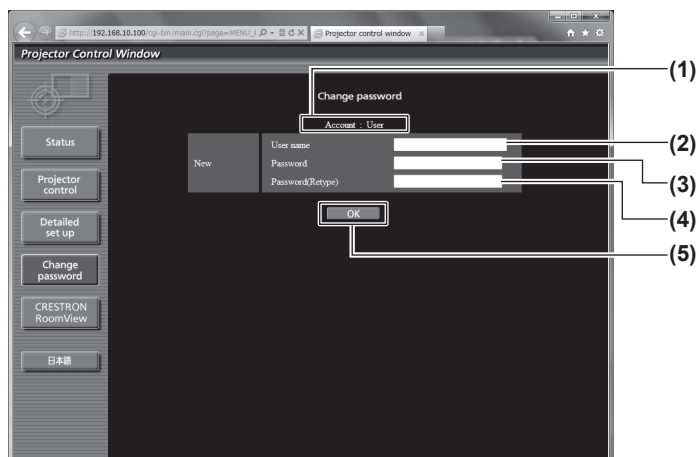 http://192.168.10.100/cgi-bin/main.cgi?page=MENU_1
Projector control window
Projector Control Window
Change password
(1)
Account : User
Status
User name
(2)
New
Password
(3)
Projector
control
Password(Retype)
(4)
Detailed
set up
OK
(5)
Change
password
CRESTRON
RoomView
日本語